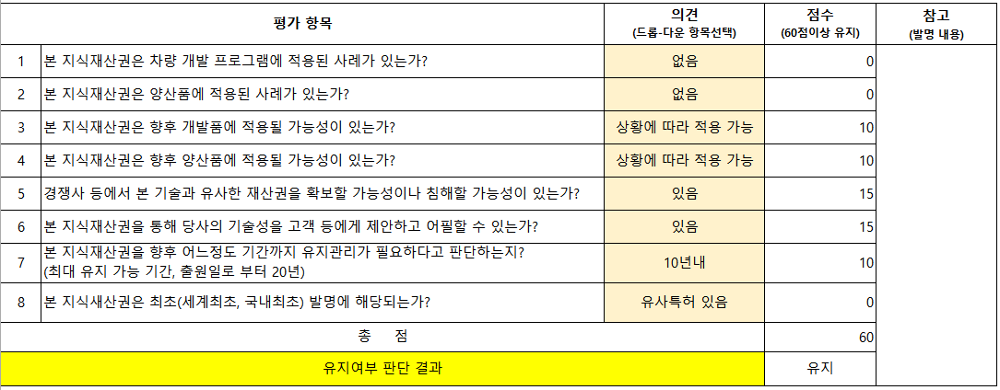 평가 항목
의견
(드롭-다운 항목선택)
점수
(60점이상 유지)
참고
(발명 내용)
1 본 지식재산권은 차량 개발 프로그램에 적용된 사례가 있는가? 없음 0
2 본 지식재산권은 양산품에 적용된 사례가 있는가? 없음 0
3 본 지식재산권은 향후 개발품에 적용될 가능성이 있는가? 상황에 따라 적용 가능 10
4 본 지식재산권은 향후 양산품에 적용될 가능성이 있는가? 상황에 따라 적용 가능 10
5 경쟁사 등에서 본 기술과 유사한 재산권을 확보할 가능성이나 침해할 가능성이 있는가? 있음 15
6 본 지식재산권을 통해 당사의 기술성을 고객 등에게 제안하고 어필할 수 있는가? 있음 15
7 본 지식재산권을 향후 어느정도 기간까지 유지관리가 필요하다고 판단하는지?
(최대 유지 가능 기간, 출원일로 부터 20년) 10년내 10
8 본 지식새산권은 최초(세계최초, 국내최초) 발명에 해당되는가? 유사특허 있음 0
총 점 60
유지여부 판단 결과 유지